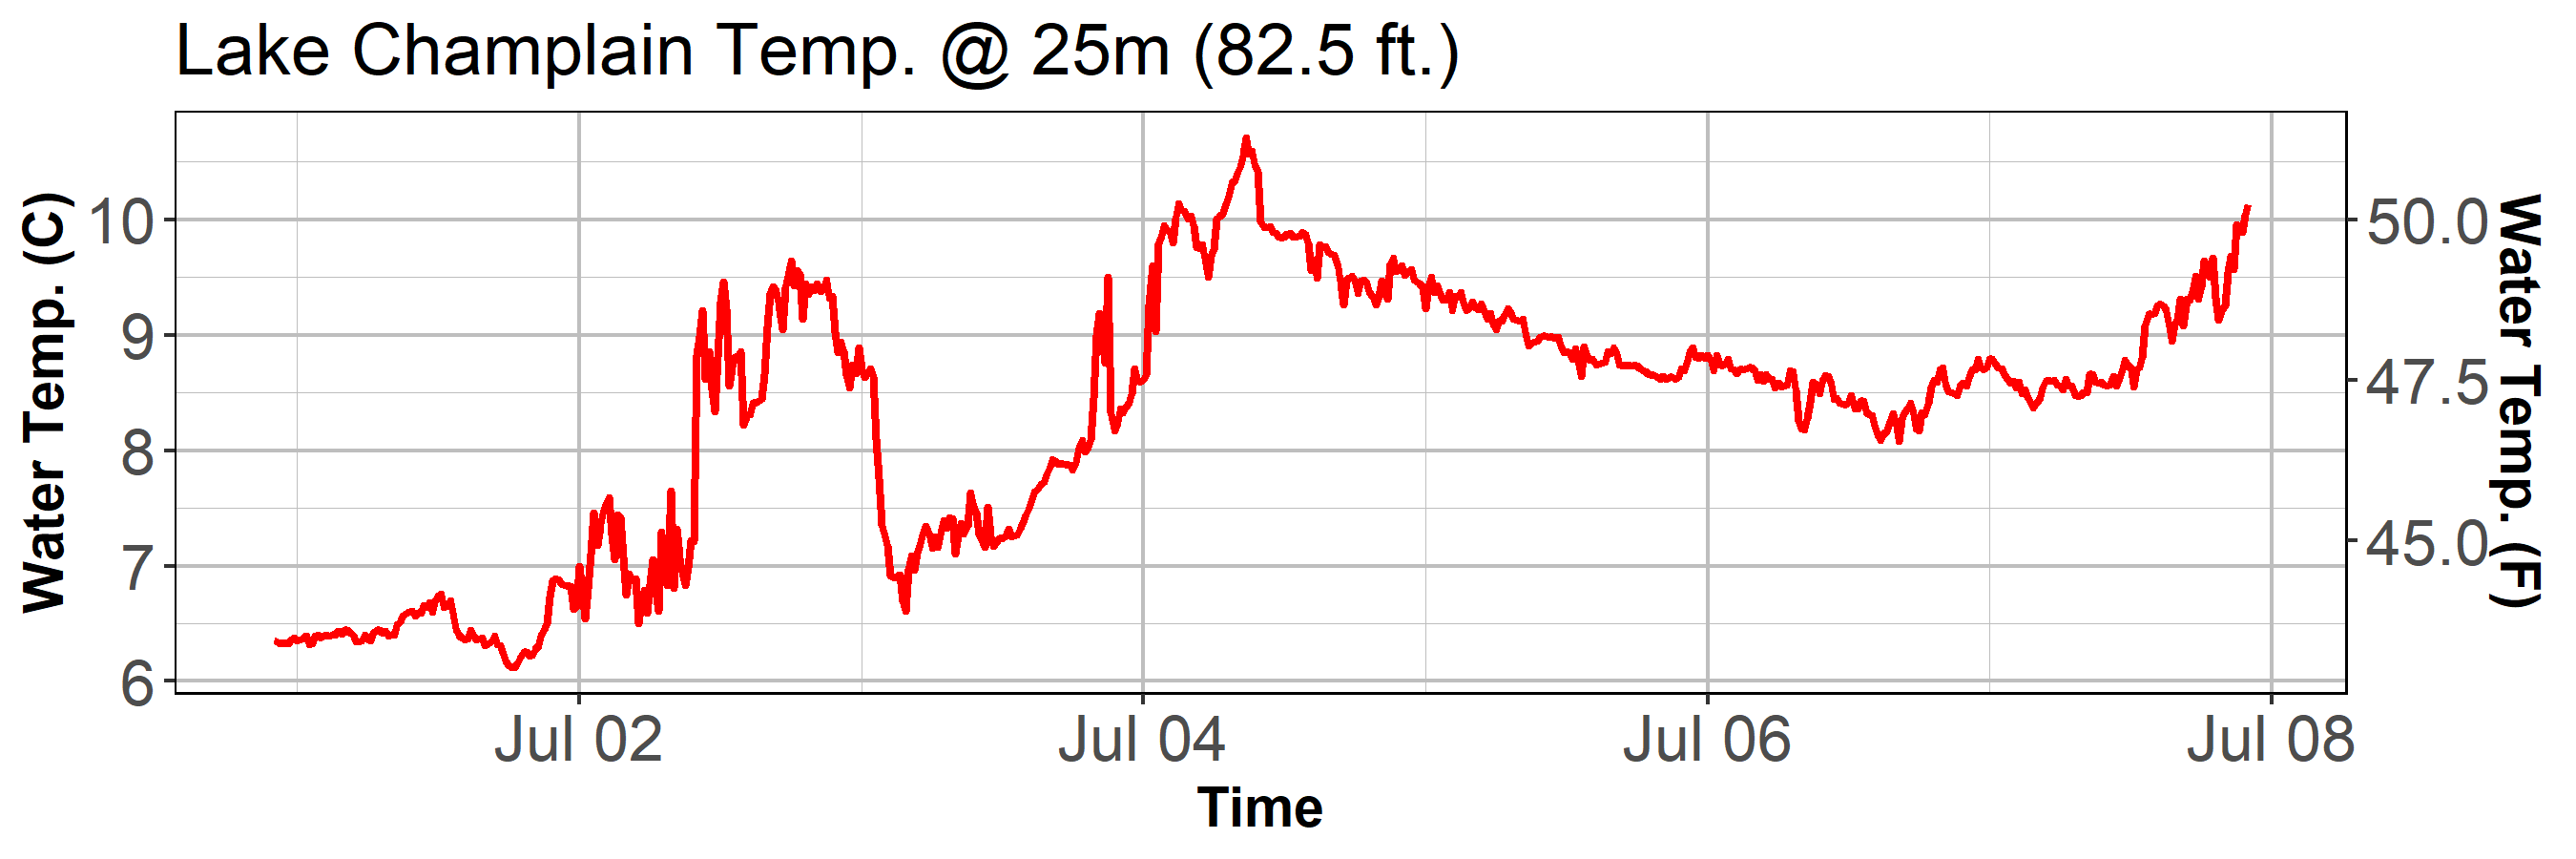 Lake Champlain Temp. @ 25m (82.5 ft.)
Water Temp. (C)
10
9
8
7
6
50.0
47.5
45.0
Water Temp. (F)
Jul 02
Jul 04
Jul 06
Jul 08
Time